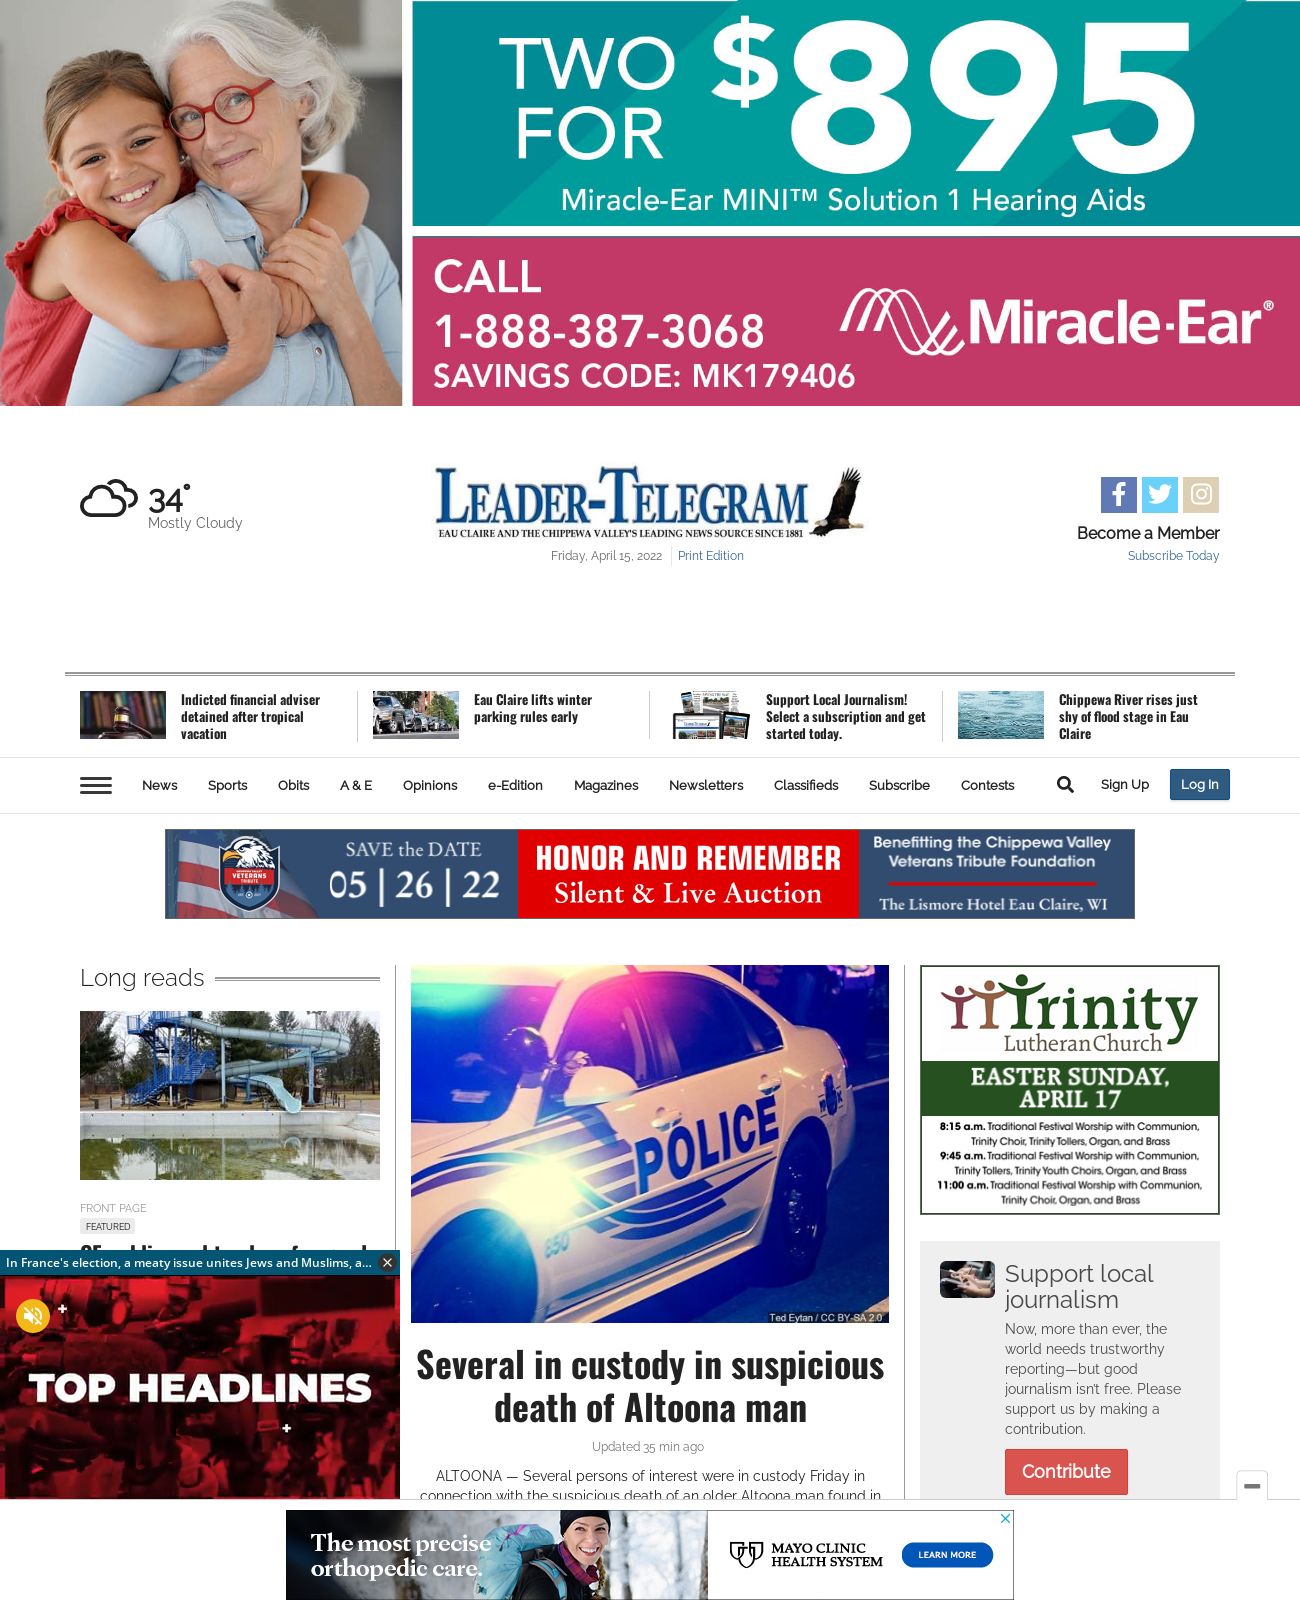 TWO
FOR
$895
Miracle-Ear MINI™ Solution 1 Hearing Aids
CALL
1-888-387-3068
SAVINGS CODE: MK179406
Miracle-Ear®
34°
Mostly Cloudy
LEADER-TELEGRAM
EAU CLAIRE AND THE CHIPPEWA VALLEY'S LEADING NEWS SOURCE SINCE 1881
Friday, April 15, 2022 Print Edition
Become a Member
Subscribe Today
Indicted financial adviser
detained after tropical
vacation
Eau Claire lifts winter
parking rules early
Support Local Journalism!
Select a subscription and get
started today.
Chippewa River rises just
shy of flood stage in Eau
Claire
News Sports Obits A & E Opinions e-Edition Magazines Newsletters Classifieds Subscribe Contests Sign Up Log In
VETERANS
TRIBUTE
SAVE the DATE
05 | 26 | 22
HONOR AND REMEMBER
Silent & Live Auction
Benefitting the Chippewa Valley
Veterans Tribute Foundation
The Lismore Hotel Eau Claire, WI
Long reads
FRONT PAGE
FEATURED
In France's election, a meaty issue unites Jews and Muslims, a...
TOP HEADLINES
POLICE
Ted Eytan / CC BY-SA 2.0
Several in custody in suspicious
death of Altoona man
Updated 35 min ago
ALTOONA — Several persons of interest were in custody Friday in
connection with the suspicious death of an older Altoona man found in
Trinity
Lutheran Church
EASTER SUNDAY,
APRIL 17
8:15 a.m. Traditional Festival Worship with Communion,
Trinity Choir, Trinity Tollers, Organ, and Brass
9:45 a.m. Traditional Festival Worship with Communion,
Trinity Tollers, Trinity Youth Choirs, Organ, and Brass
11:00 a.m. Traditional Festival Worship with Communion,
Trinity Choir, Organ, and Brass
Support local
journalism
Now, more than ever, the
world needs trustworthy
reporting—but good
journalism isn't free. Please
support us by making a
contribution.
Contribute
The most precise
orthopedic care.
MAYO CLINIC
HEALTH SYSTEM
LEARN MORE